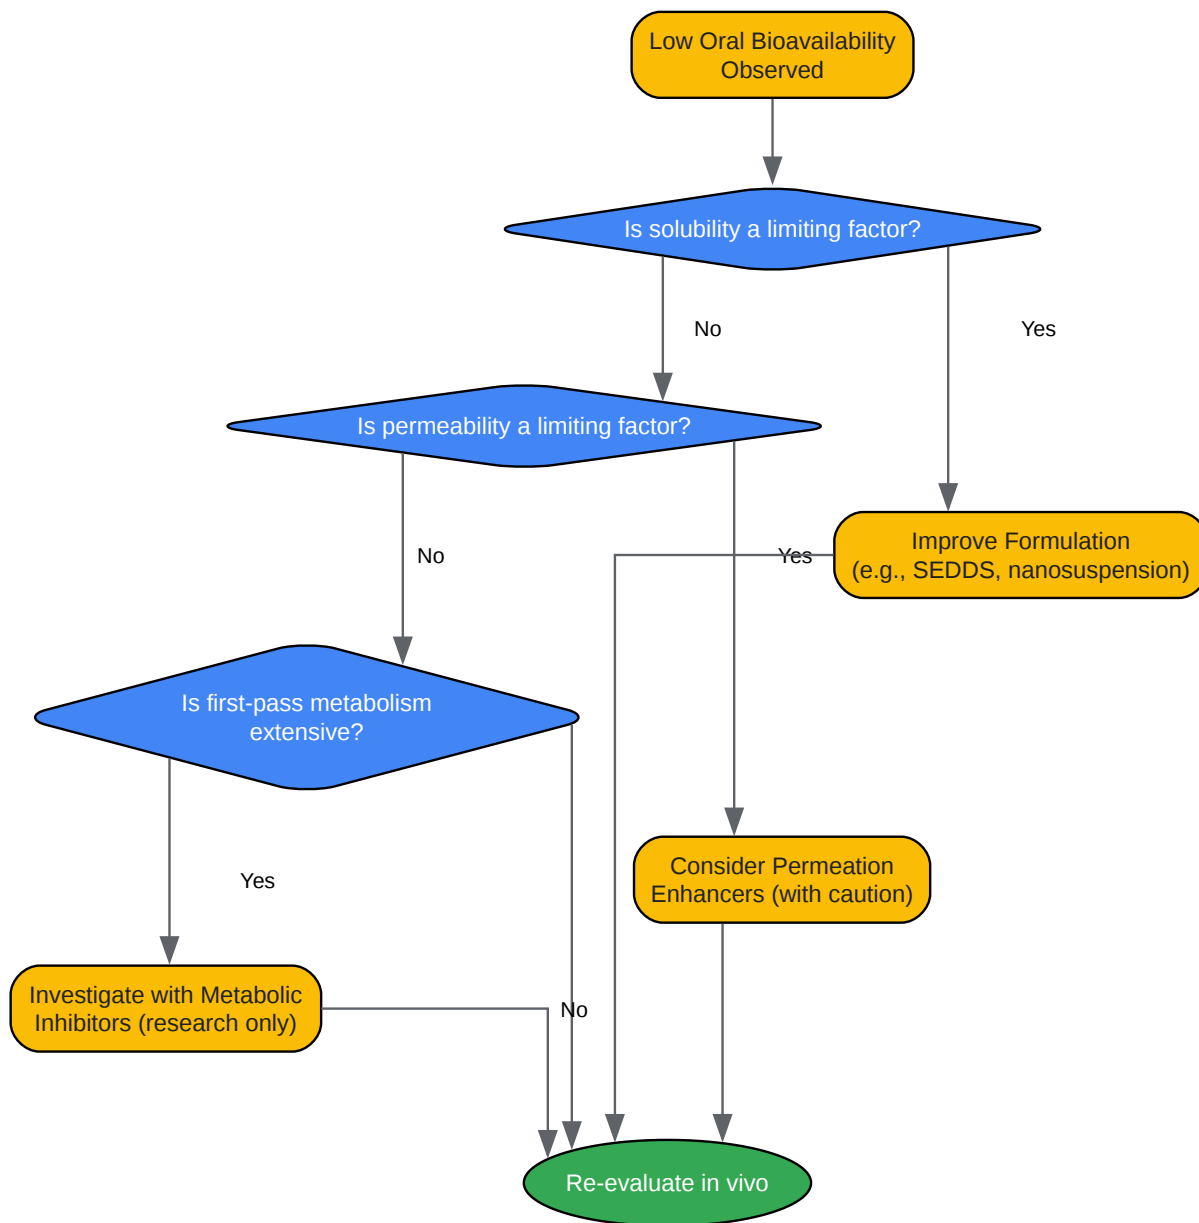 Low Oral Bioavailability
Observed
Is solubility a limiting factor?
No
Yes
Is permeability a limiting factor?
No
Yes
Improve Formulation
(e.g., SEDDS, nanosuspension)
Is first-pass metabolism
extensive?
Yes
Consider Permeation
Enhancers (with caution)
Investigate with Metabolic
Inhibitors (research only)
No
Re-evaluate in vivo